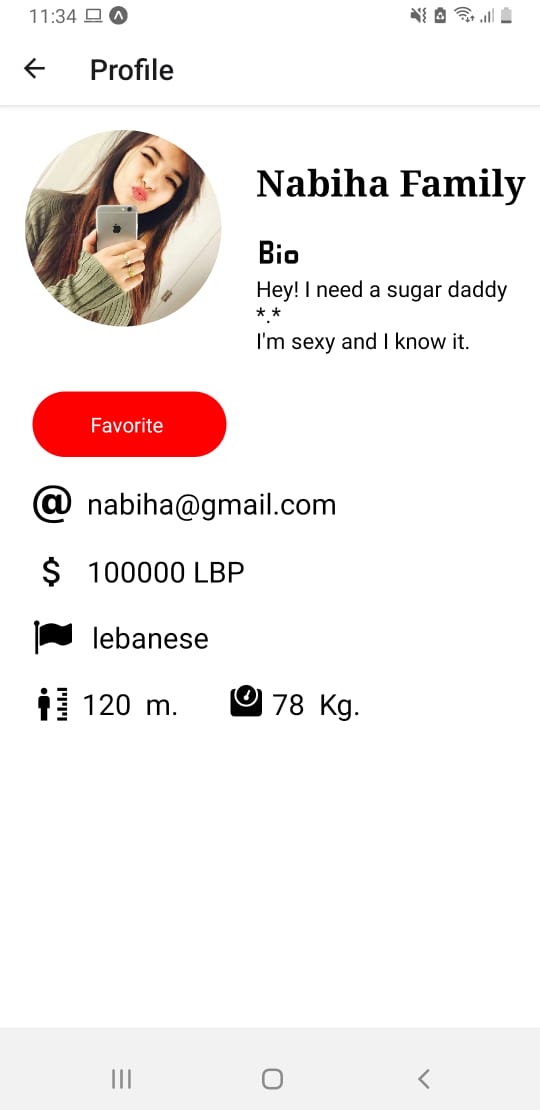 11:34
Profile
Nabiha Family
Bio
Hey! I need a sugar daddy
*.*
I'm sexy and I know it.
Favorite
@ nabiha@gmail.com
$ 100000 LBP
lebanese
120 m. 78 Kg.